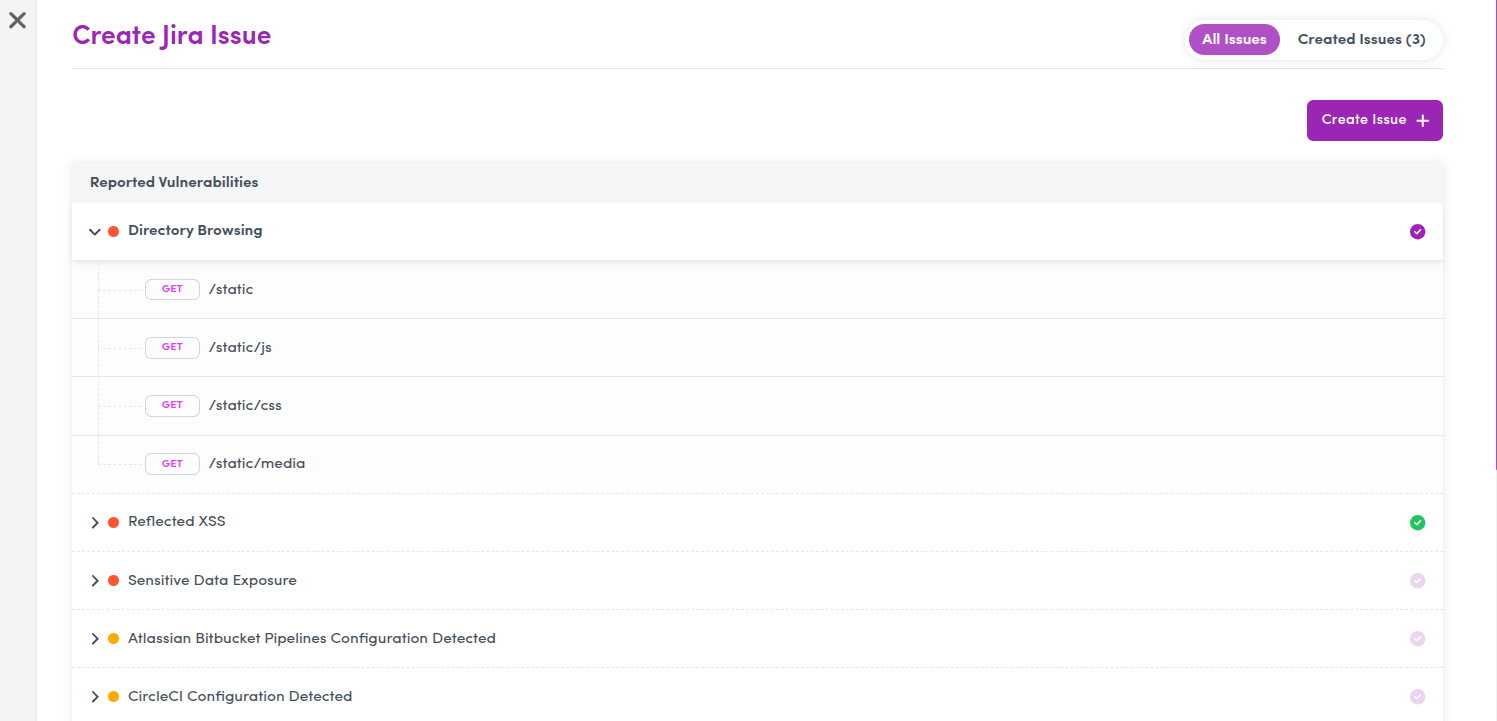 Create Jira Issue
All Issues
Created Issues (3)
Create Issue
Reported Vulnerabilities
Directory Browsing
GET /static
GET /static/js
GET /static/css
GET /static/media
Reflected XSS
Sensitive Data Exposure
Atlassian Bitbucket Pipelines Configuration Detected
CircleCI Configuration Detected